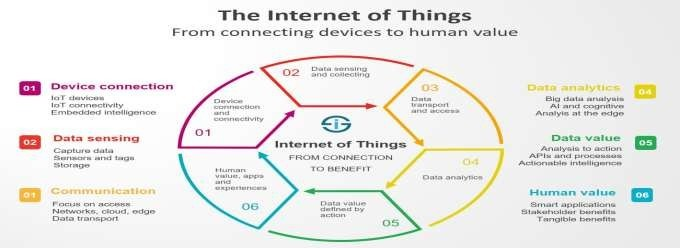 The Internet of Things
From connecting devices to human value
01 Device connection
IoT devices
IoT connectivity
Embedded intelligence
02 Data sensing
Capture data
Sensors and tags
Storage
01 Communication
Focus on access
Networks, cloud, edge
Data transport
01
Device
connection
and
connectivity
02
Data sensing
and collecting
03
Data
transport
and access
04
Data analytics
05
Data value
defined by
action
06
Human
value, apps
and
experiences
Internet of Things
FROM CONNECTION
TO BENEFIT
Data analytics 04
Big data analysis
AI and cognitive
Analysis at the edge
Data value 05
Analysis to action
APIs and processes
Actionable intelligence
Human value 06
Smart applications
Stakeholder benefits
Tangible benefits